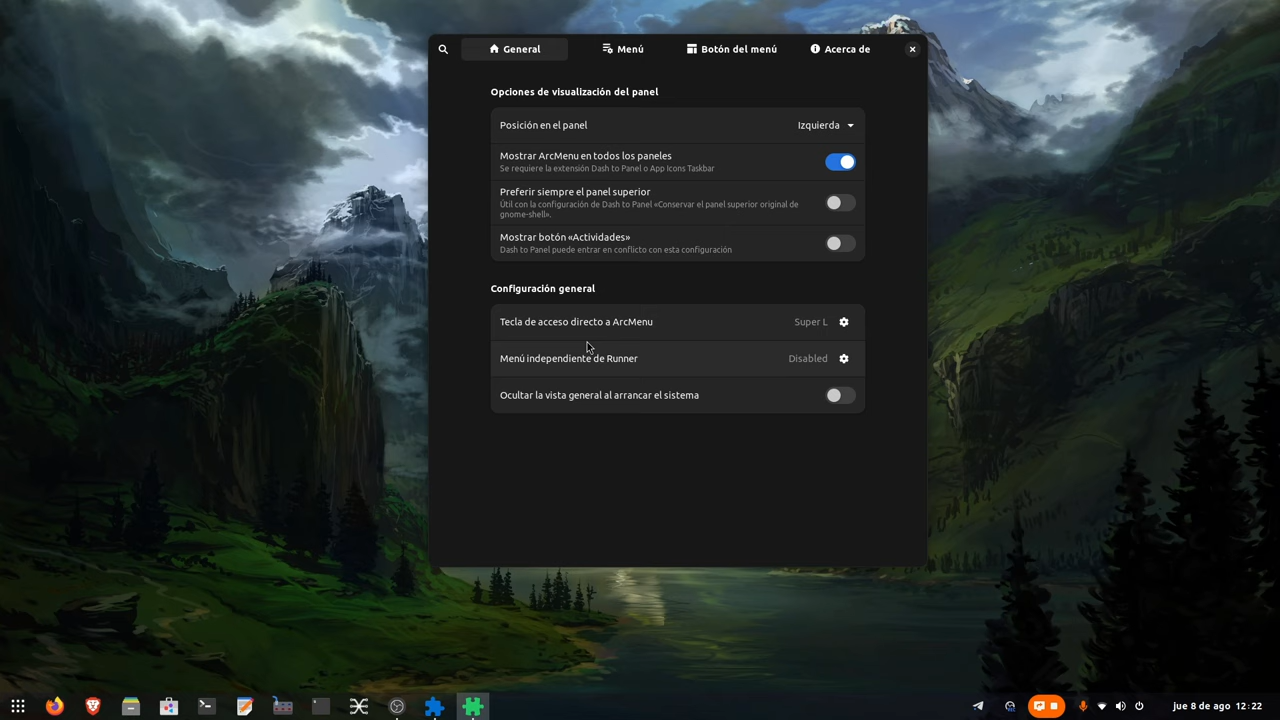 General
Menú
Botón del menú
Acerca de
Opciones de visualización del panel
Posición en el panel
Izquierda
Mostrar ArcMenu en todos los paneles
Se requiere la extensión Dash to Panel o App Icons Taskbar
Preferir siempre el panel superior
Útil con la configuración de Dash to Panel «Conservar el panel superior original de
gnome-shell».
Mostrar botón «Actividades»
Dash to Panel puede entrar en conflicto con esta configuración
Configuración general
Tecla de acceso directo a ArcMenu
Super L
Menú independiente de Runner
Disabled
Ocultar la vista general al arrancar el sistema
jue 8 de ago 12:22